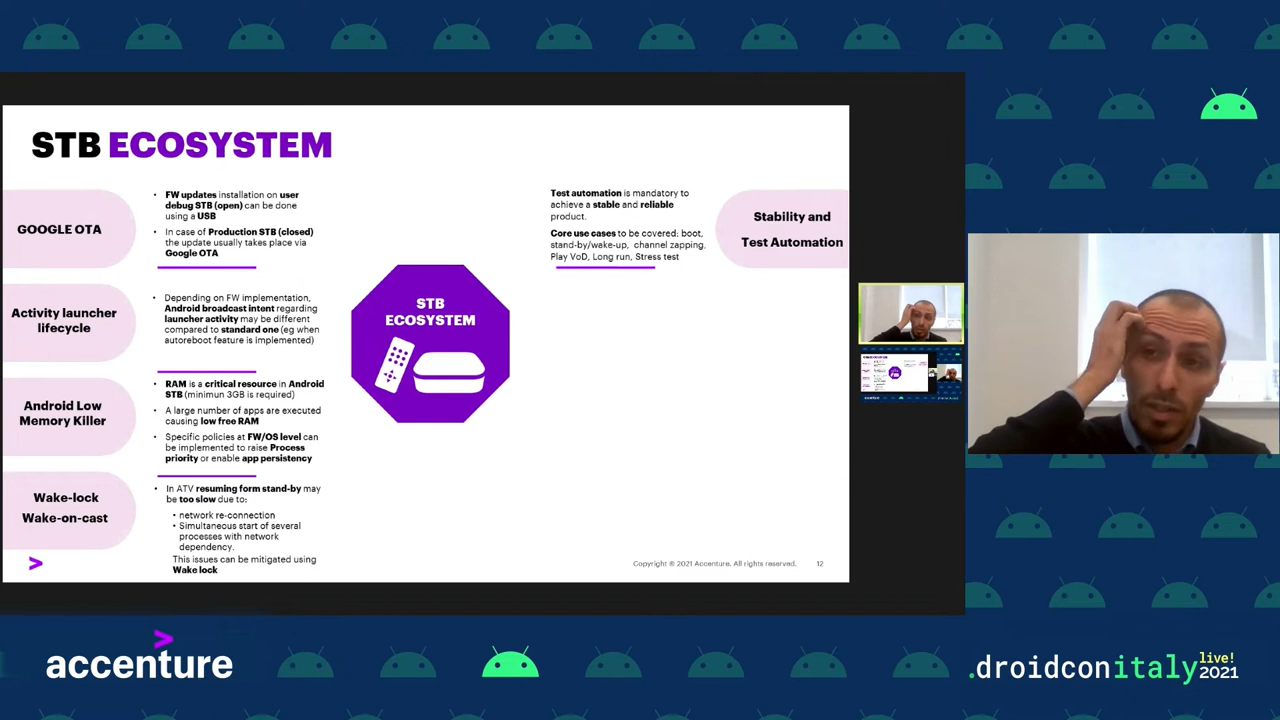 STB ECOSYSTEM
GOOGLE OTA
• FW updates installation on user
debug STB (open) can be done
using a USB
• In case of Production STB (closed)
the update usually takes place via
Google OTA
Activity launcher
lifecycle
• Depending on FW implementation,
Android broadcast intent regarding
launcher activity may be different
compared to standard one (eg when
autoreboot feature is implemented)
Android Low
Memory Killer
• RAM is a critical resource in Android
STB (minimun 3GB is required)
• A large number of apps are executed
causing low free RAM
• Specific policies at FW/OS level can
be implemented to raise Process
priority or enable app persistency
Wake-lock
Wake-on-cast
• In ATV resuming form stand-by may
be too slow due to:
• network re-connection
• Simultaneous start of several
processes with network
dependency.
This issues can be mitigated using
Wake lock
STB
ECOSYSTEM
Test automation is mandatory to
achieve a stable and reliable
product.
Core use cases to be covered: boot,
stand-by/wake-up, channel zapping,
Play VoD, Long run, Stress test
Stability and
Test Automation
>
Copyright © 2021 Accenture. All rights reserved. 12
accenture
.droidconitaly live!
2021